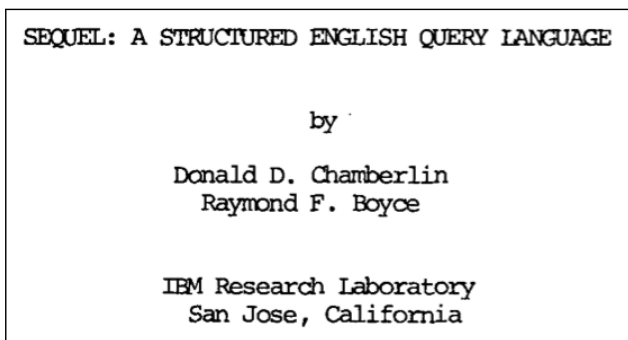 SEQUEL: A STRUCTURED ENGLISH QUERY LANGUAGE
by
Donald D. Chamberlin
Raymond F. Boyce
IBM Research Laboratory
San Jose, California